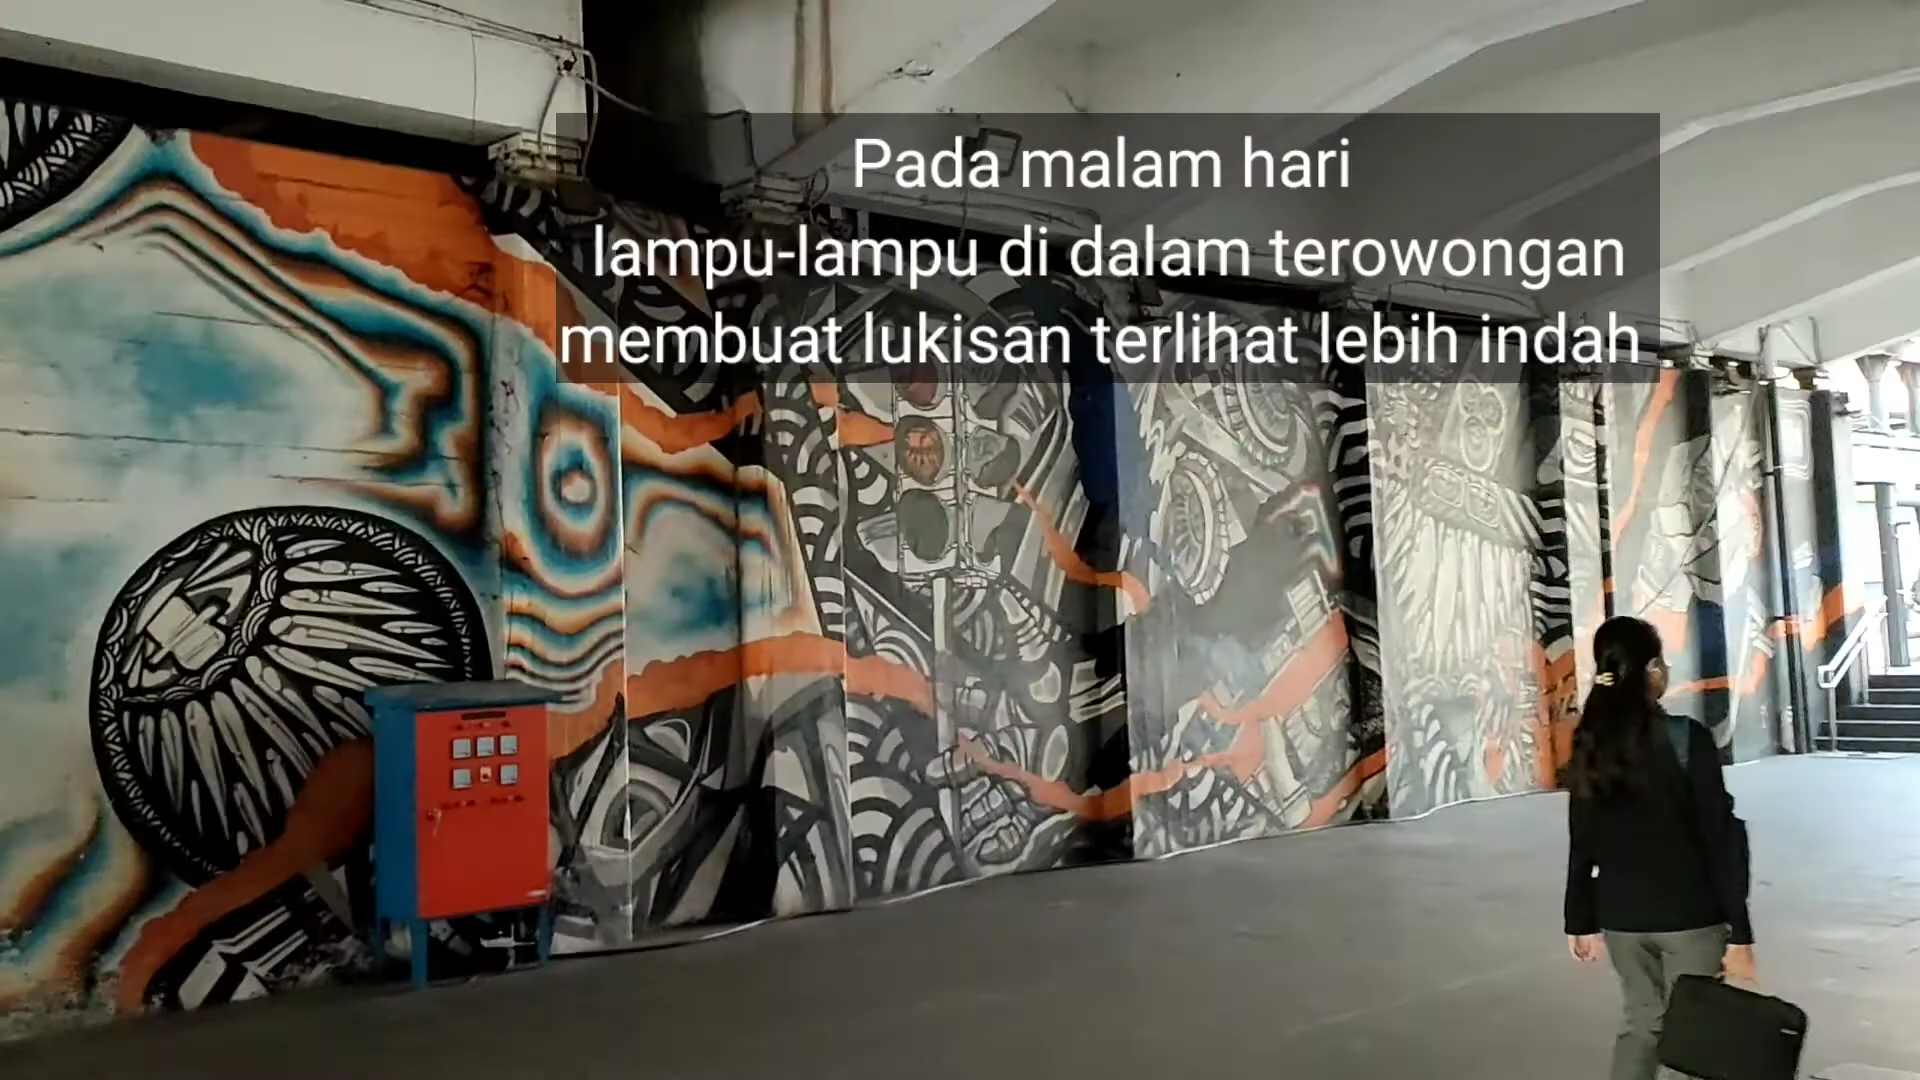 Pada malam hari
lampu-lampu di dalam terowongan
membuat lukisan terlihat lebih indah